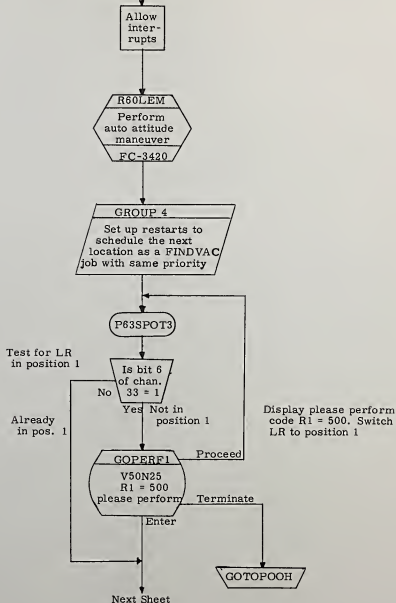 Allow
inter-
rupts
R60LEM
Perform
auto attitude
maneuver
FC-3420
GROUP 4
Set up restarts to
schedule the next
location as a FINDVAC
job with same priority
P63SPOT3
Test for LR
in position 1
Is bit 6
of chan.
33 = 1
No
Yes Not in
position 1
Already
in pos. 1
Display please perform
code R1 = 500. Switch
LR to position 1
GOPERF1
Proceed
V50N25
R1 = 500
please perform
Terminate
Enter
GOTOPOOH
Next Sheet